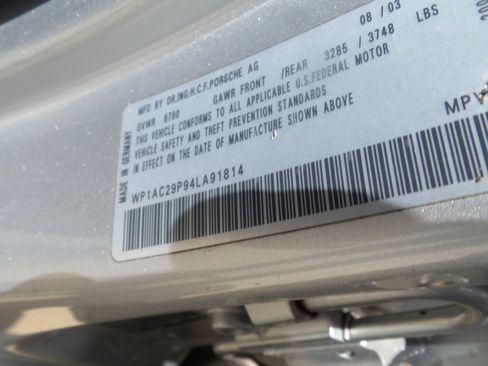 MFD BY DR.ING.H.C.F.PORSCHE AG 08 / 03
GVWR 6790 GAWR FRONT /REAR 3285 / 3748 LBS
THIS VEHICLE CONFORMS TO ALL APPLICABLE U.S.FEDERAL MOTOR
VEHICLE SAFETY AND THEFT PREVENTION STANDARDS
IN EFFECT ON THE DATE OF MANUFACTURE SHOWN ABOVE
MADE IN GERMANY
WP1AC29P94LA91814
MPV